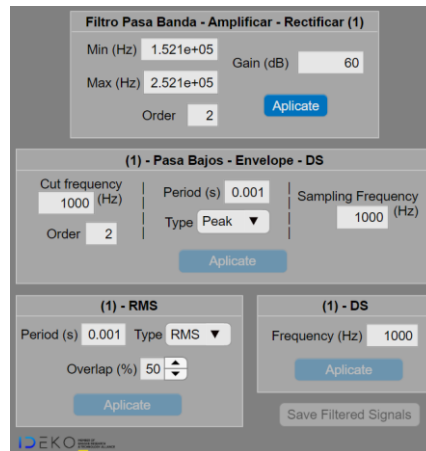 Filtro Pasa Banda - Amplificar - Rectificar (1)
Min (Hz) 1.521e+05
Gain (dB) 60
Max (Hz) 2.521e+05
Order 2
Aplicate
(1) - Pasa Bajos - Envelope - DS
Cut frequency
1000 (Hz)
Order 2
Period (s) 0.001
Type Peak ▼
Sampling Frequency
1000 (Hz)
Aplicate
(1) - RMS
Period (s) 0.001 Type RMS ▼
Overlap (%) 50
Aplicate
(1) - DS
Frequency (Hz) 1000
Aplicate
Save Filtered Signals
IDEKO